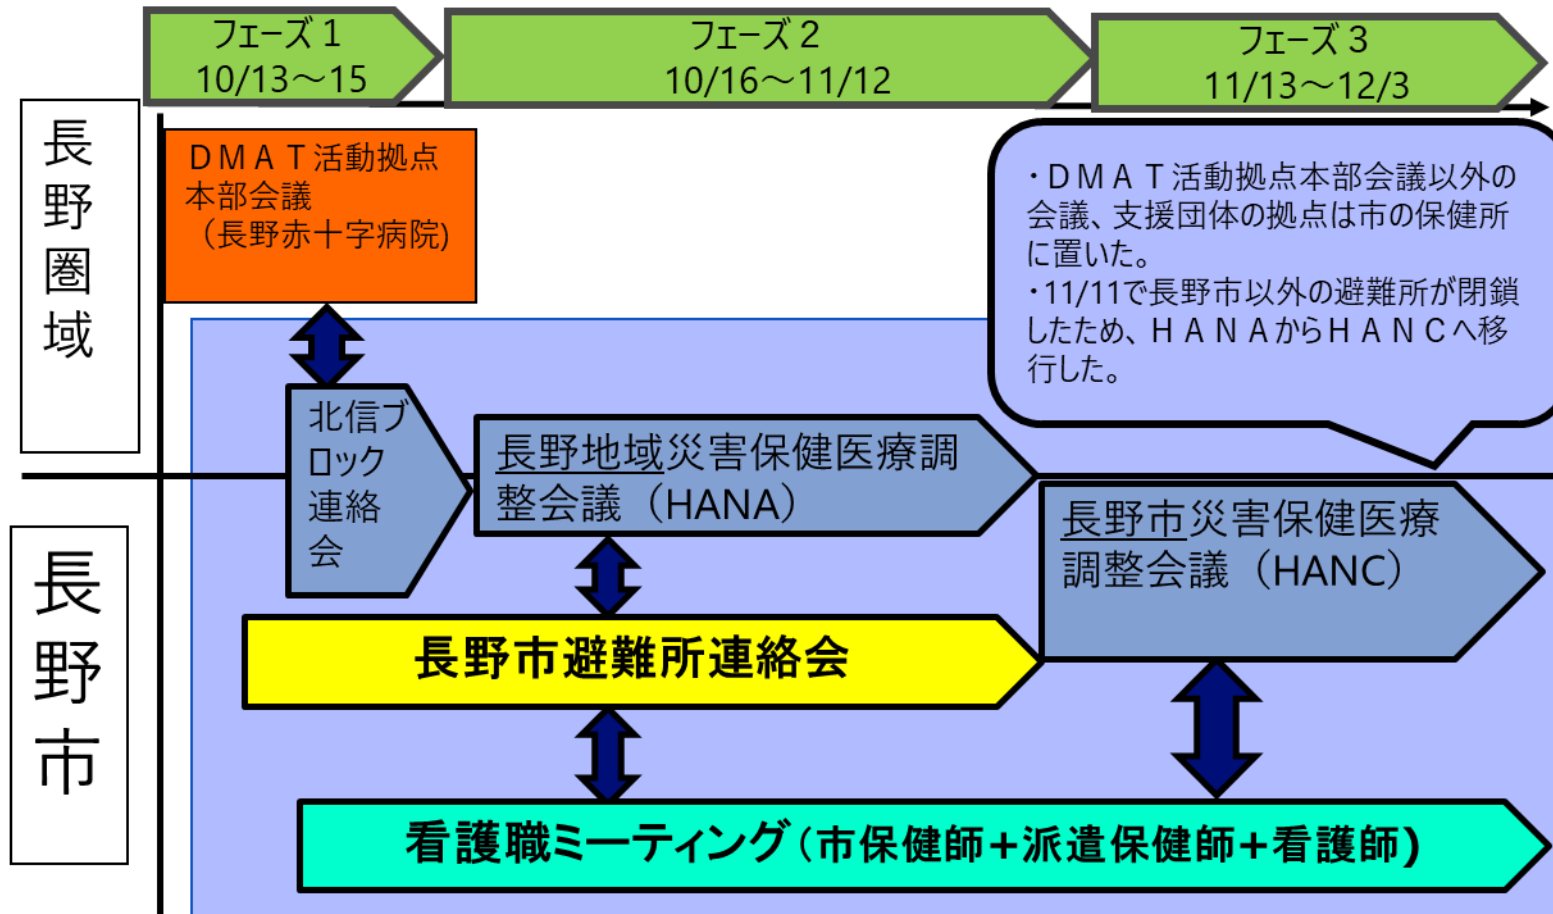 フェーズ1
10/13～15
フェーズ2
10/16～11/12
フェーズ3
11/13～12/3
長野圏域
DMAT活動拠点
本部会議
（長野赤十字病院)
・DMAT活動拠点本部会議以外の
会議、支援団体の拠点は市の保健所
に置いた。
・11/11で長野市以外の避難所が閉鎖
したため、HANAからHANCへ移
行した。
北信ブ
ロック
連絡
会
長野地域災害保健医療調
整会議（HANA）
長野市
長野市災害保健医療
調整会議（HANC）
長野市避難所連絡会
看護職ミーティング（市保健師+派遣保健師+看護師)